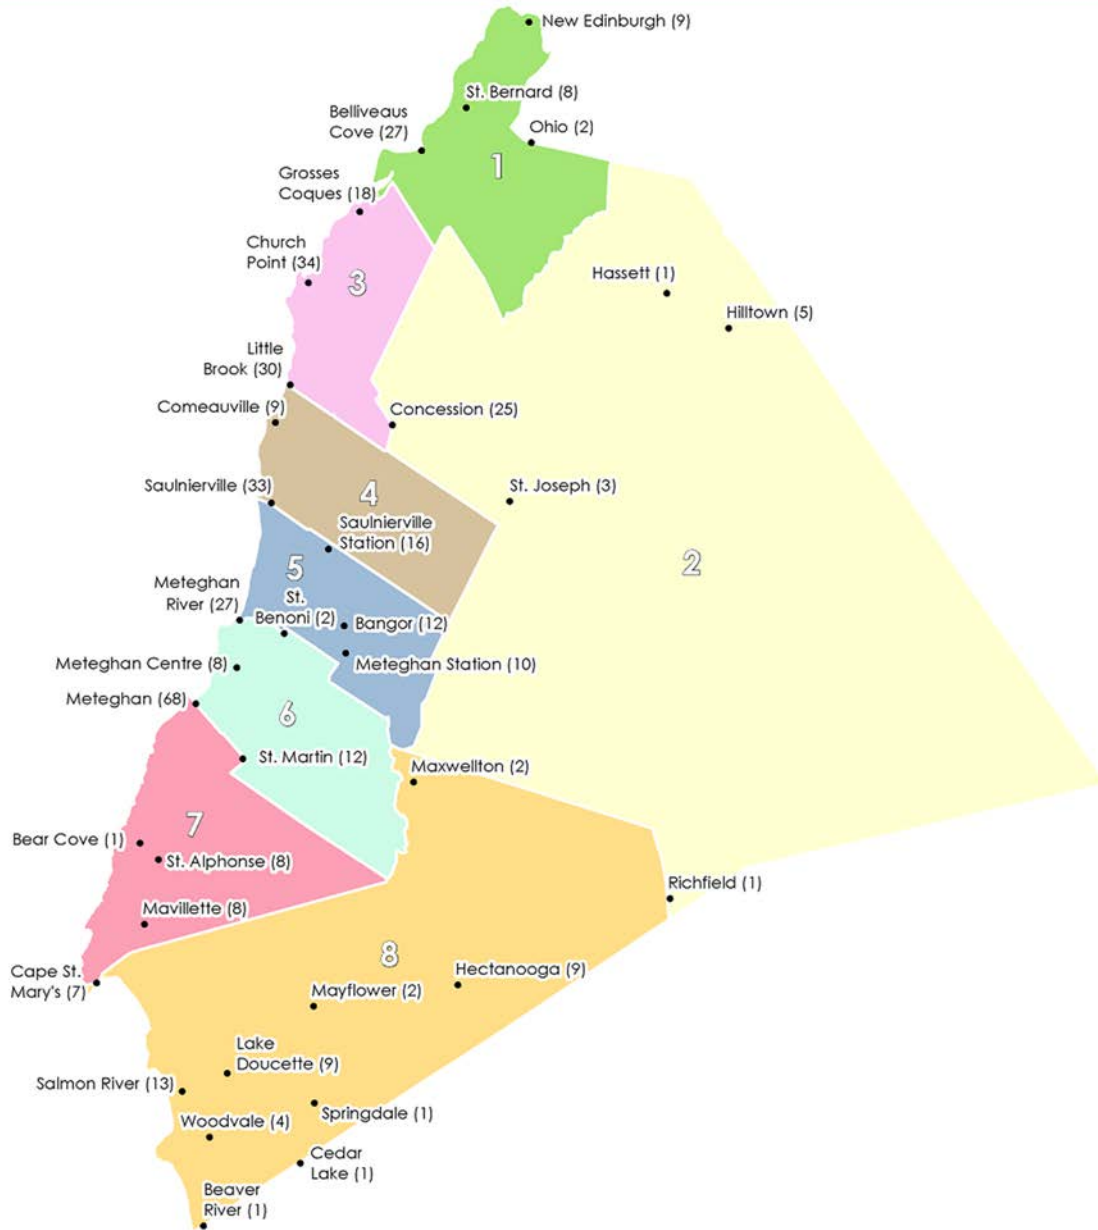 New Edinburgh (9)
St. Bernard (8)
Belliveaus
Cove (27)
Ohio (2)
1
Grosses
Coques (18)
Church
Point (34)
3
Hassett (1)
Hilltown (5)
Little
Brook (30)
Comeauville (9)
Concession (25)
Saulnierville (33)
4
St. Joseph (3)
Saulnierville
Station (16)
2
5
Meteghan
River (27)
St.
Benoni (2)
Bangor (12)
Meteghan Centre (8)
Meteghan Station (10)
Meteghan (68)
6
St. Martin (12)
Maxwellton (2)
7
Bear Cove (1)
St. Alphonse (8)
Richfield (1)
Mavillette (8)
8
Cape St.
Mary's (7)
Hectanooga (9)
Mayflower (2)
Lake
Doucette (9)
Salmon River (13)
Springdale (1)
Woodvale (4)
Cedar
Lake (1)
Beaver
River (1)